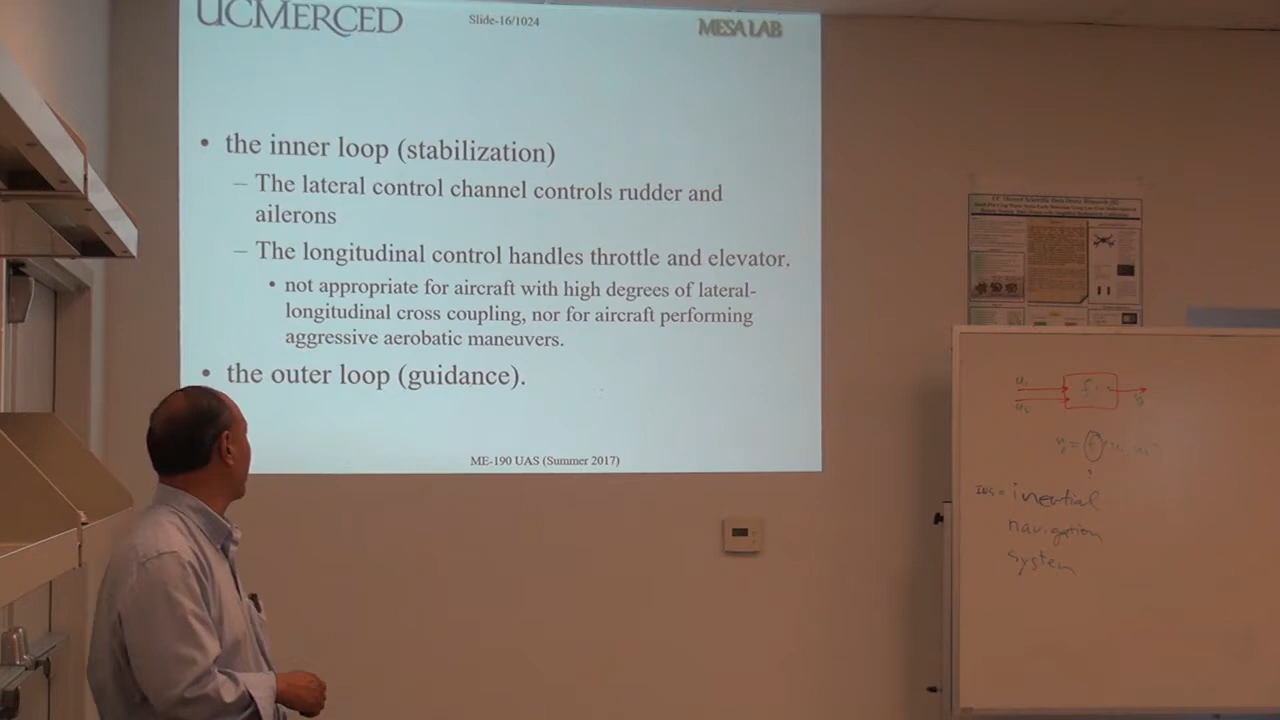 UCMERCED
Slide-16/1024
MESA LAB
• the inner loop (stabilization)
– The lateral control channel controls rudder and
ailerons
– The longitudinal control handles throttle and elevator.
• not appropriate for aircraft with high degrees of lateral-
longitudinal cross coupling, nor for aircraft performing
aggressive aerobatic maneuvers.
• the outer loop (guidance).
ME-190 UAS (Summer 2017)
INS = inertial
navigation
system